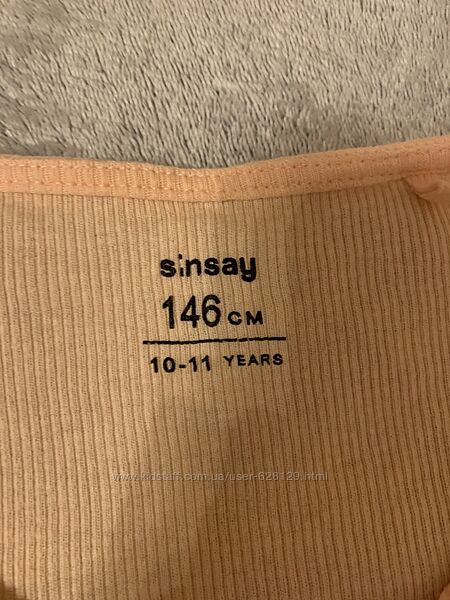 sinsay
146 CM
10-11 YEARS
www.kidstaff.com.ua/user-628129.html